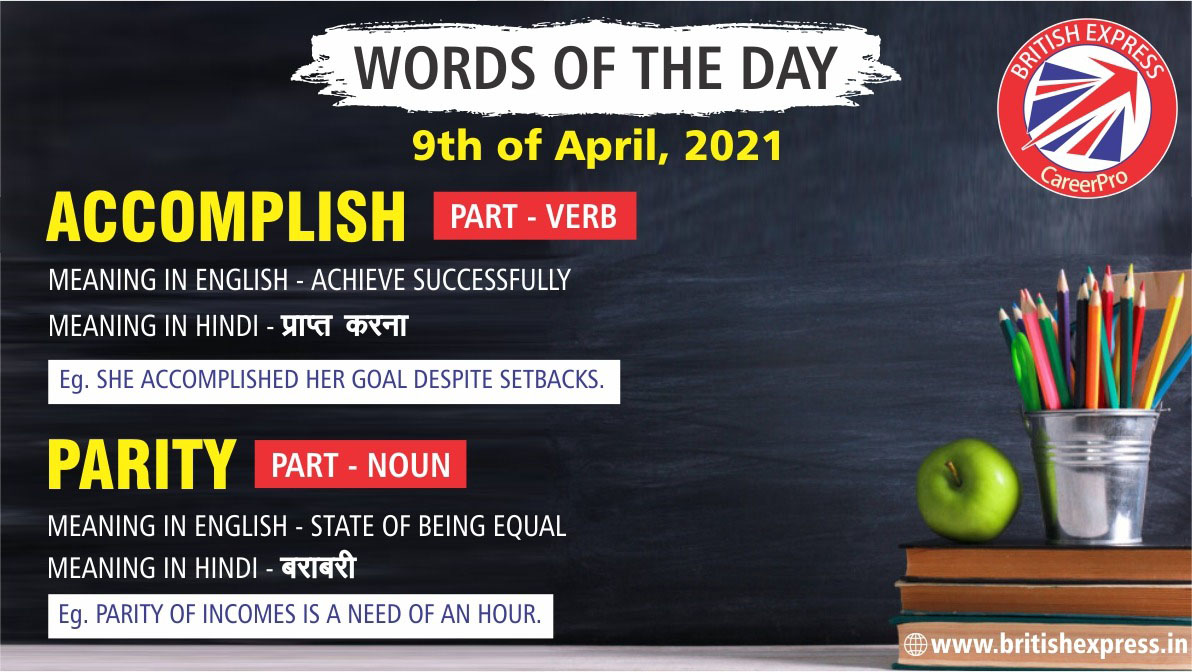 WORDS OF THE DAY
BRITISH EXPRESS
CareerPro
9th of April, 2021
ACCOMPLISH
PART - VERB
MEANING IN ENGLISH - ACHIEVE SUCCESSFULLY
MEANING IN HINDI - प्राप्त करना
Eg. SHE ACCOMPLISHED HER GOAL DESPITE SETBACKS.
PARITY
PART - NOUN
MEANING IN ENGLISH - STATE OF BEING EQUAL
MEANING IN HINDI - बराबरी
Eg. PARITY OF INCOMES IS A NEED OF AN HOUR.
www.britishexpress.in